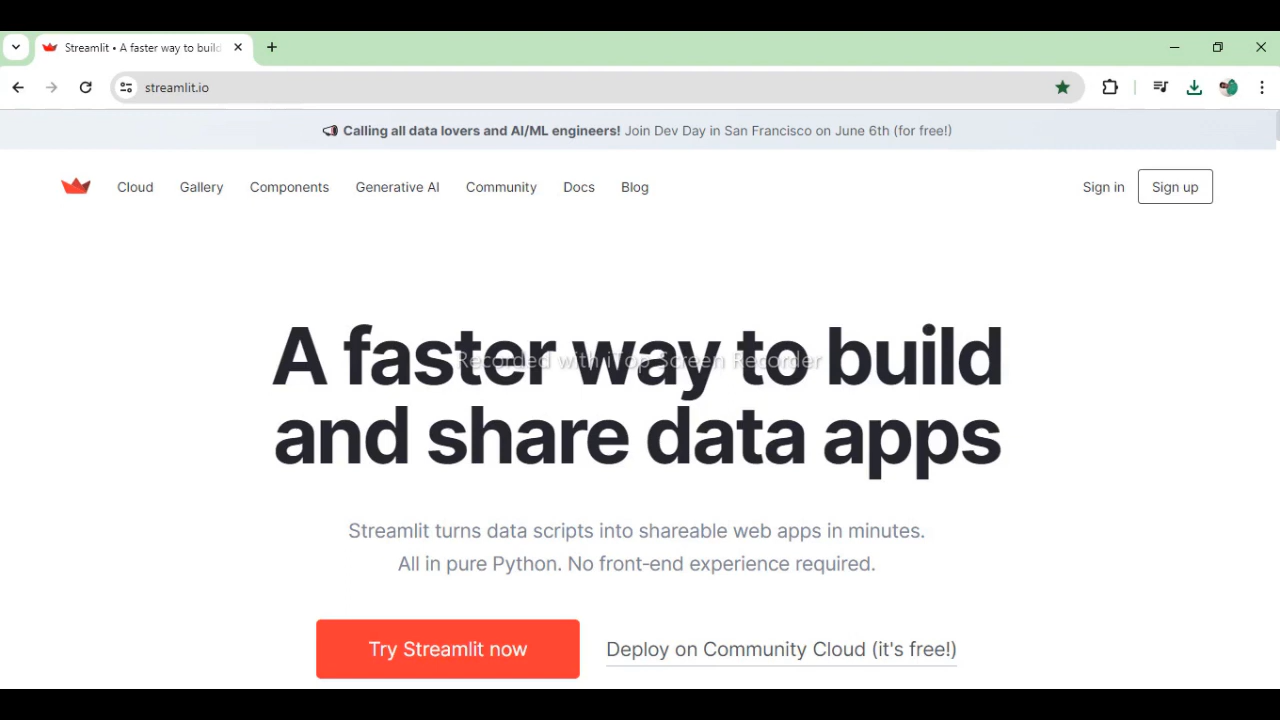 Streamlit • A faster way to build
streamlit.io
Calling all data lovers and AI/ML engineers! Join Dev Day in San Francisco on June 6th (for free!)
Cloud Gallery Components Generative AI Community Docs Blog Sign in Sign up
A faster way to build
Recorded with iTop Screen Recorder
and share data apps
Streamlit turns data scripts into shareable web apps in minutes.
All in pure Python. No front-end experience required.
Try Streamlit now Deploy on Community Cloud (it's free!)